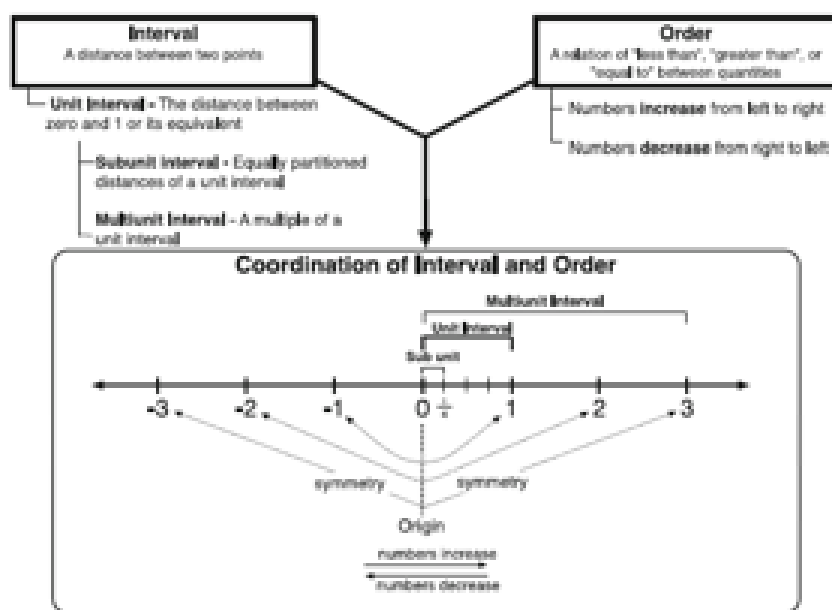 Interval
A distance between two points
Order
A relation of "less than", "greater than", or
"equal to" between quantities
Unit Interval - The distance between
zero and 1 or its equivalent
Subunit interval - Equally partitioned
distances of a unit interval
Multiunit Interval - A multiple of a
unit interval
Numbers increase from left to right
Numbers decrease from right to left
Coordination of Interval and Order
Multiunit Interval
Unit Interval
Sub unit
-3 -2 -1 0 1 2 3
symmetry symmetry
Origin
numbers increase
numbers decrease